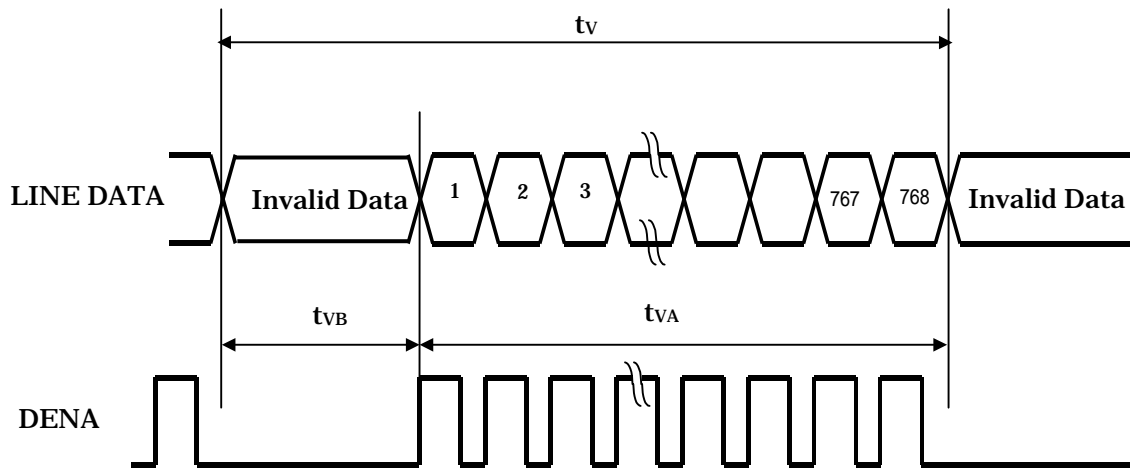 tV
LINE DATA Invalid Data 1 2 3 767 768 Invalid Data
tVB tVA
DENA